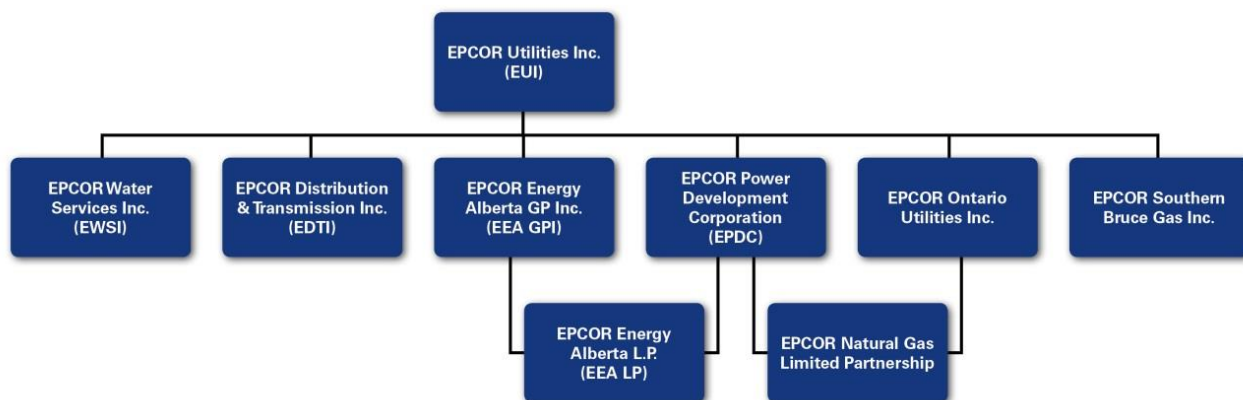 EPCOR Utilities Inc.
(EUI)
EPCOR Water
Services Inc.
(EWSI)
EPCOR Distribution
& Transmission Inc.
(EDTI)
EPCOR Energy
Alberta GP Inc.
(EEA GPI)
EPCOR Power
Development
Corporation
(EPDC)
EPCOR Ontario
Utilities Inc.
EPCOR Southern
Bruce Gas Inc.
EPCOR Energy
Alberta L.P.
(EEA LP)
EPCOR Natural Gas
Limited Partnership